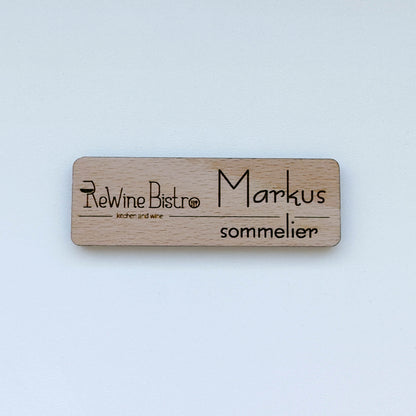 ReWine Bistro
kitchen and wine
Markus
sommelier